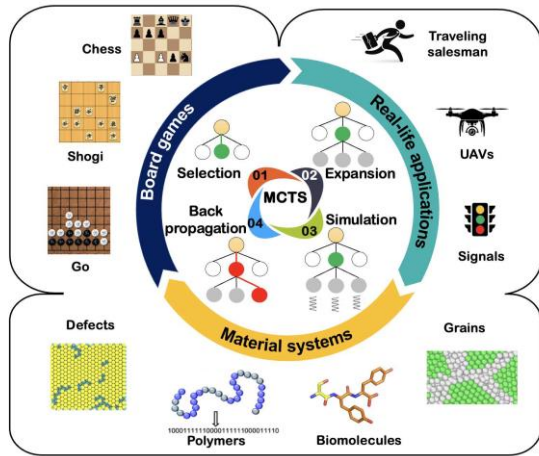 Chess
Traveling
salesman
Shogi
Board games
Real-life applications
UAVs
Selection
Expansion
01
02
MCTS
Back
propagation
04
03
Simulation
Go
Signals
Material systems
Defects
Grains
Polymers
Biomolecules